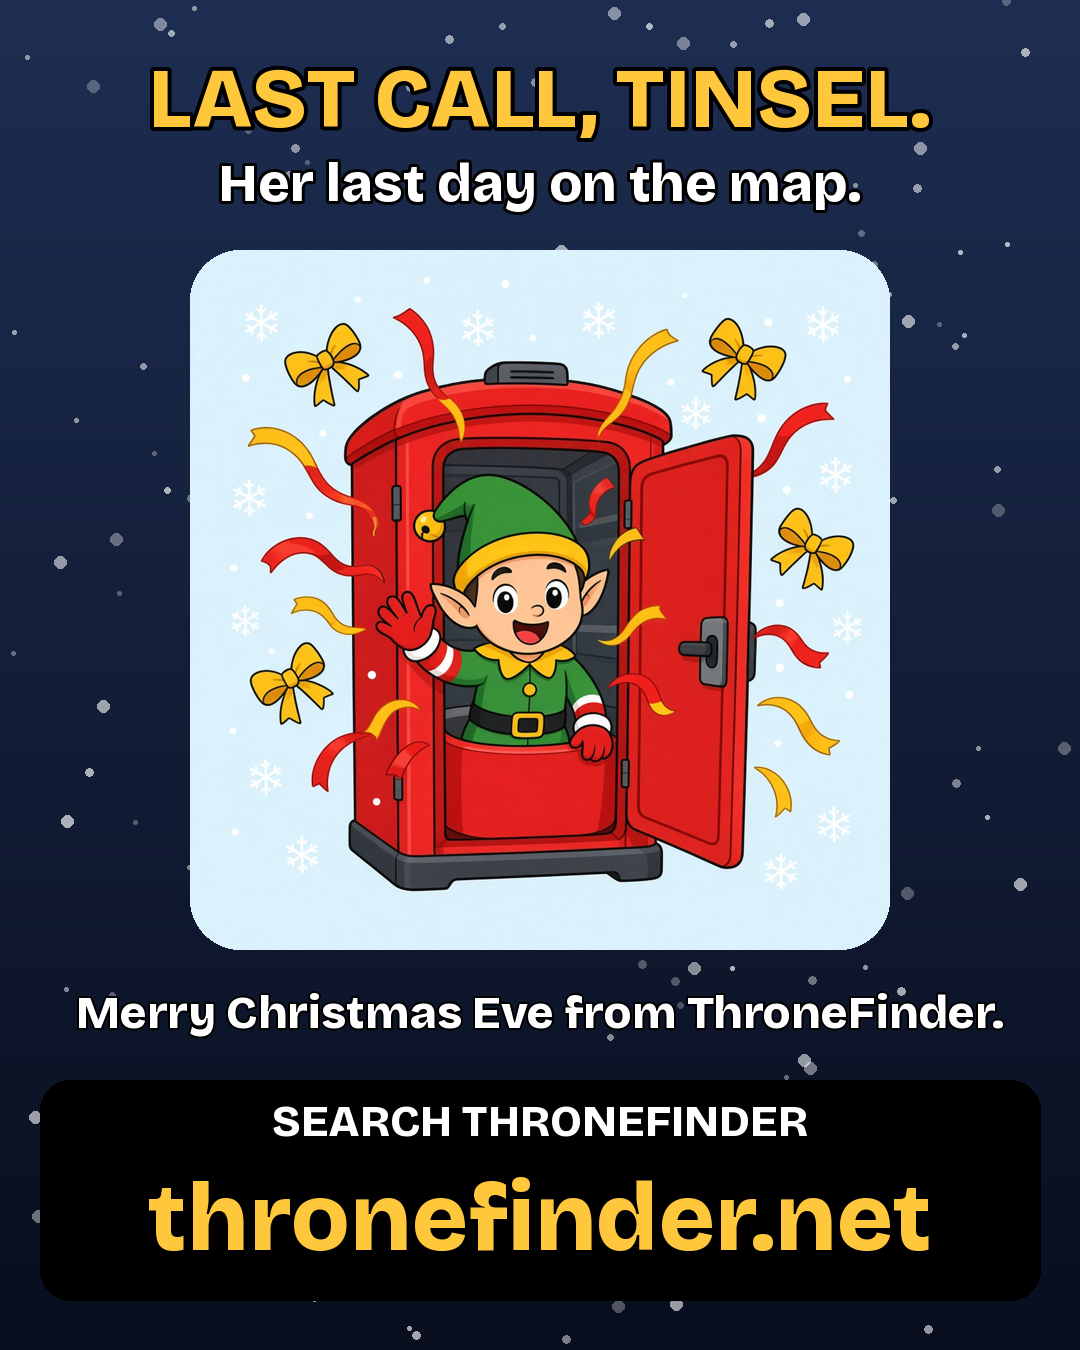 LAST CALL, TINSEL.
Her last day on the map.
Merry Christmas Eve from ThroneFinder.
SEARCH THRONEFINDER
thronefinder.net